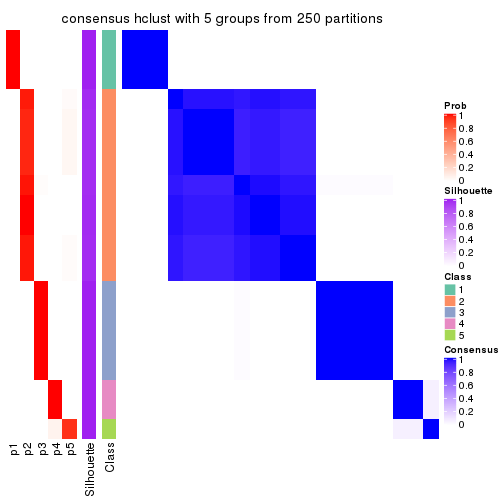 consensus hclust with 5 groups from 250 partitions
Prob
1
0.8
0.6
0.4
0.2
0
Silhouette
1
0.8
0.6
0.4
0.2
0
Class
1
2
3
4
5
Consensus
1
0.8
0.6
0.4
0.2
0
p1
p2
p3
p4
p5
Silhouette
Class